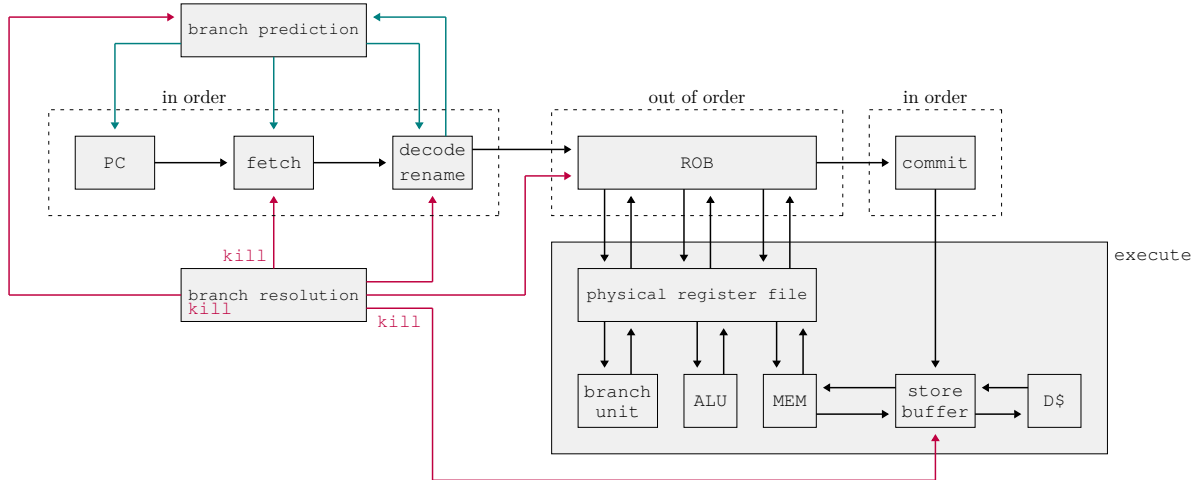 branch prediction
in order
out of order
in order
PC
fetch
decode
rename
ROB
commit
kill
execute
branch resolution
kill
physical register file
kill
branch
unit
ALU
MEM
store
buffer
D$